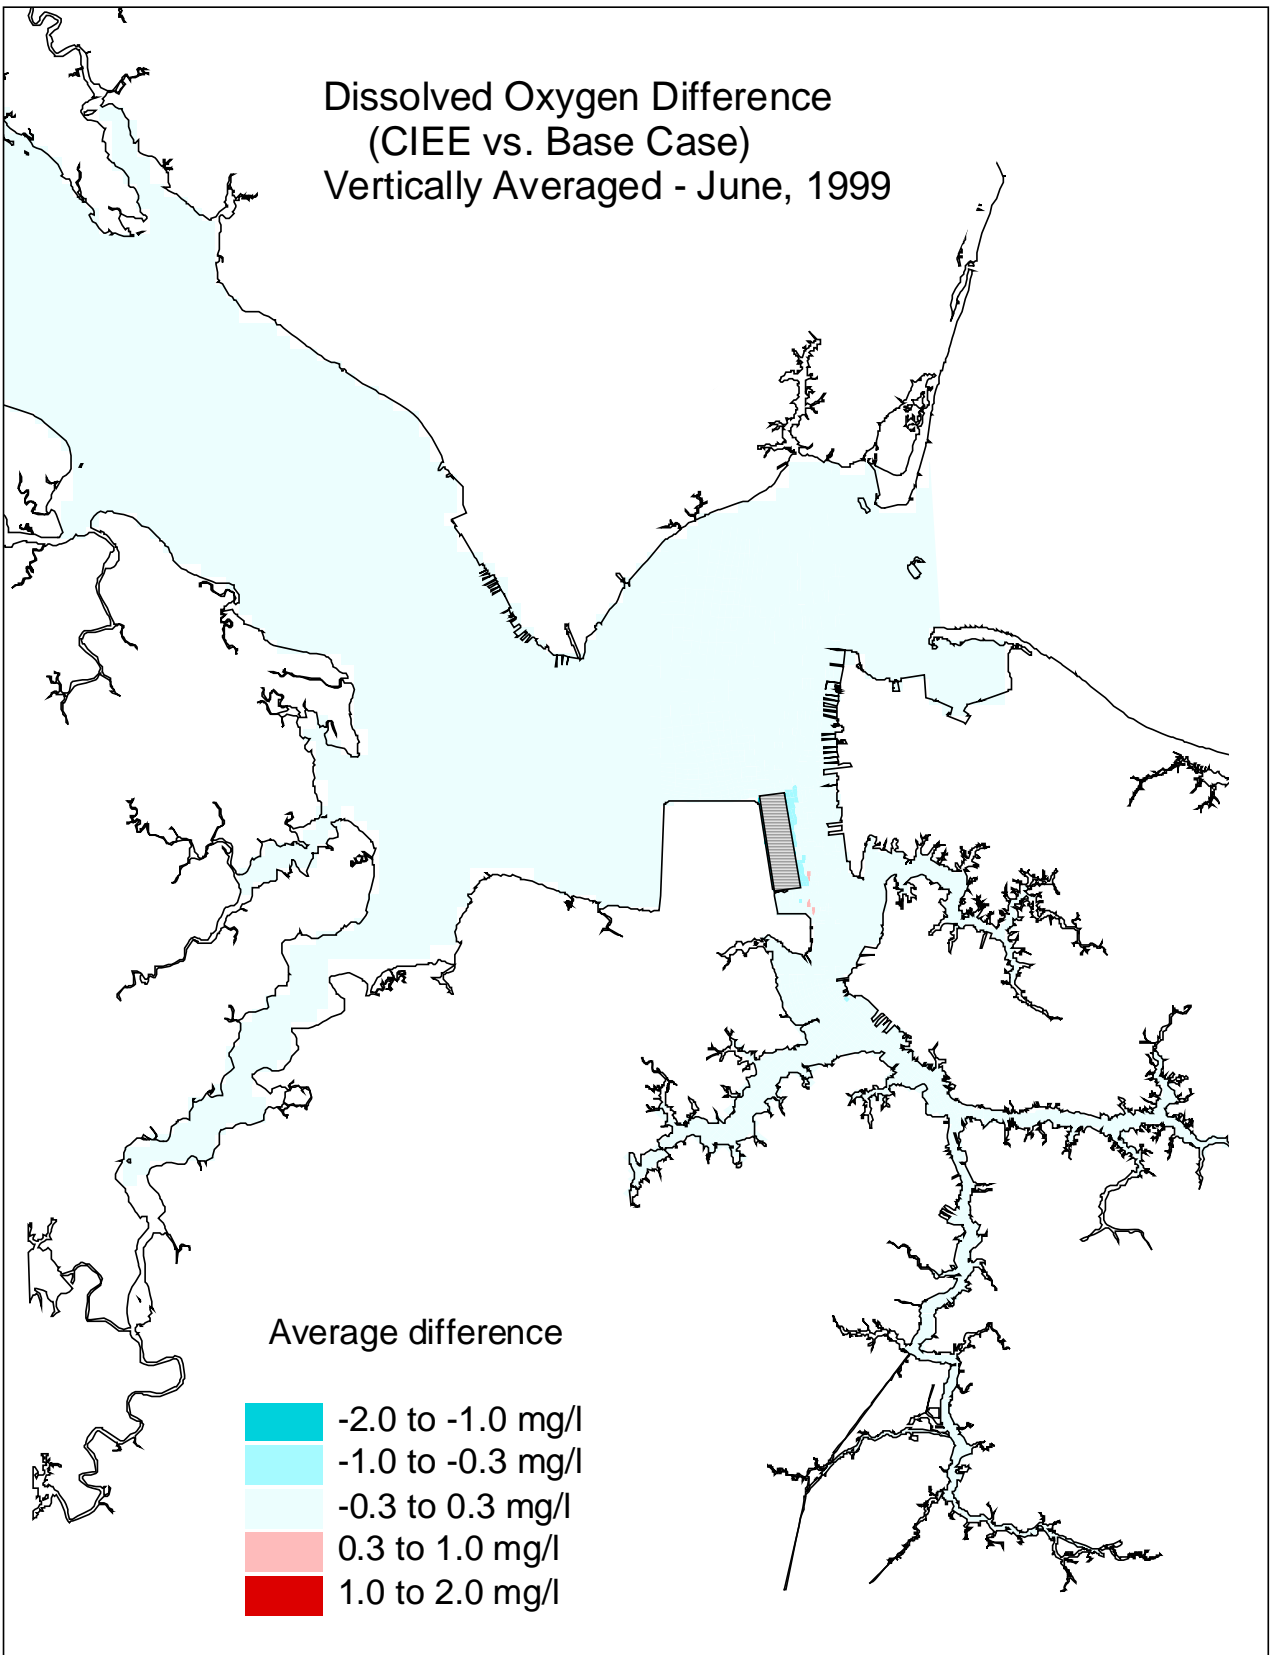 Dissolved Oxygen Difference
(CIEE vs. Base Case)
Vertically Averaged - June, 1999
Average difference
-2.0 to -1.0 mg/l
-1.0 to -0.3 mg/l
-0.3 to 0.3 mg/l
0.3 to 1.0 mg/l
1.0 to 2.0 mg/l